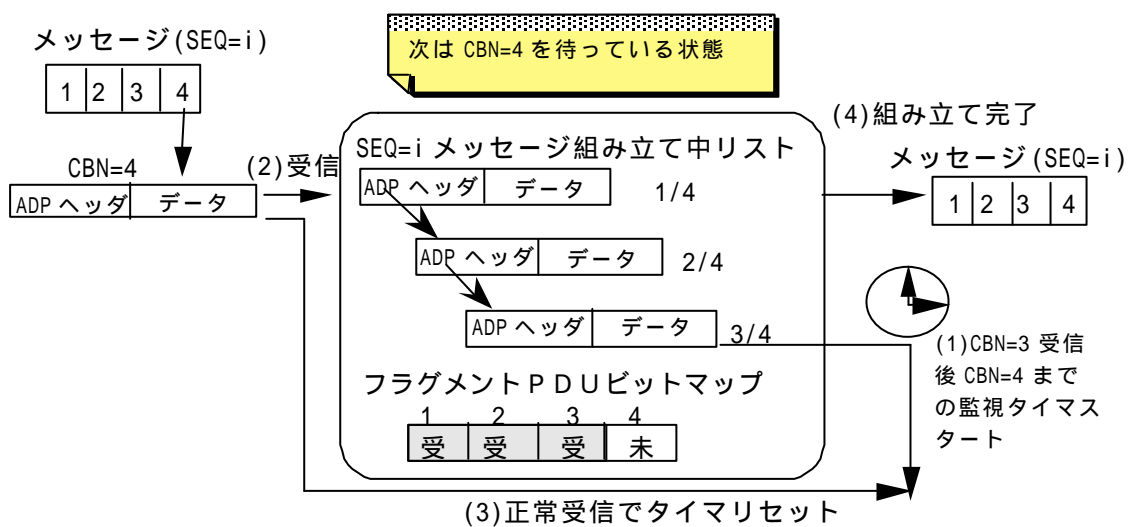 メッセージ(SEQ=i)
1 2 3 4
次は CBN=4 を待っている状態
CBN=4
ADP ヘッダ データ
(2)受信
SEQ=i メッセージ組み立て中リスト
ADP ヘッダ データ 1/4
ADP ヘッダ データ 2/4
ADP ヘッダ データ 3/4
フラグメントPDUビットマップ
1 2 3 4
受 受 受 未
(4)組み立て完了
メッセージ(SEQ=i)
1 2 3 4
(1)CBN=3 受信
後 CBN=4 まで
の監視タイマス
タート
(3)正常受信でタイマリセット